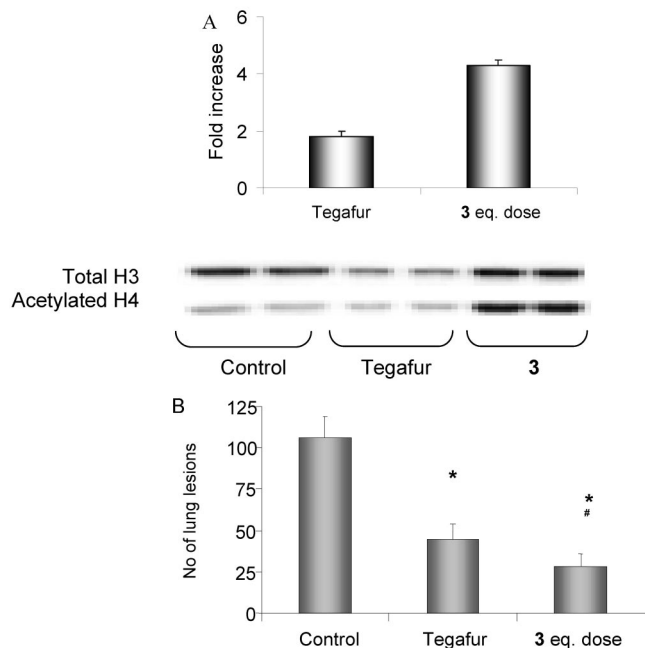 A
6
4
2
0
Fold increase
Tegafur
3 eq. dose
Total H3
Acetylated H4
Control
Tegafur
3
B
125
100
75
50
25
0
No of lung lesions
*
*
#
Control
Tegafur
3 eq. dose